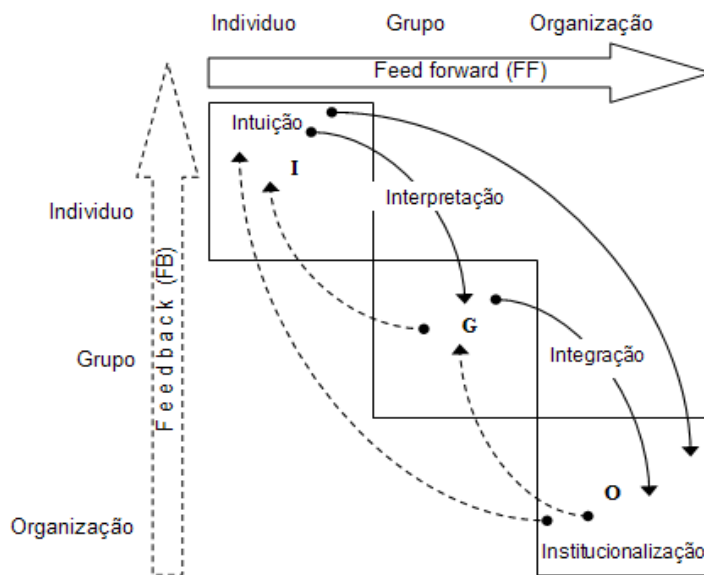 Individuo Grupo Organização
Feed forward (FF)
Intuição
I
Interpretação
Individuo
Feedback (FB)
G
Grupo
Integração
O
Organização
Institucionalização